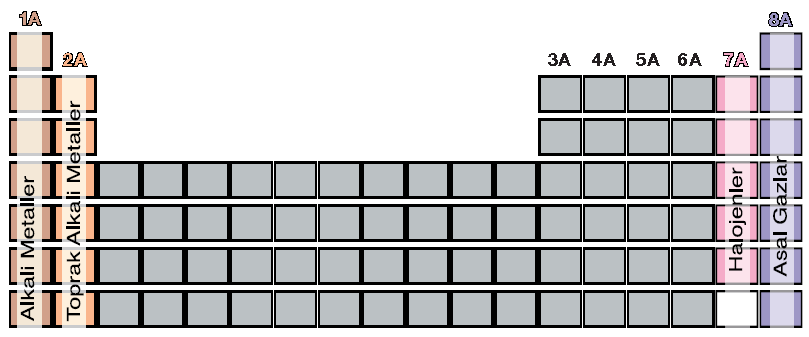 1A
8A
2A
3A 4A 5A 6A 7A
Alkali Metaller
Toprak Alkali Metaller
Halojenler
Asal Gazlar